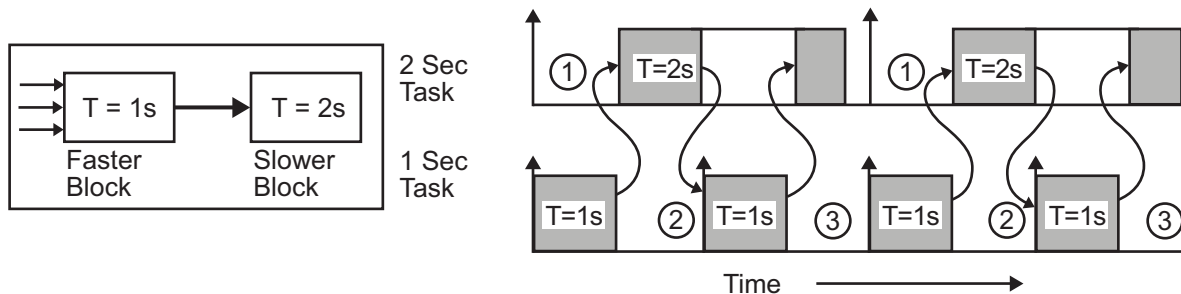 T = 1s
T = 2s
Faster
Block
Slower
Block
2 Sec
Task
1 Sec
Task
1
T=2s
1
T=2s
T=1s
2
T=1s
3
T=1s
2
T=1s
3
Time